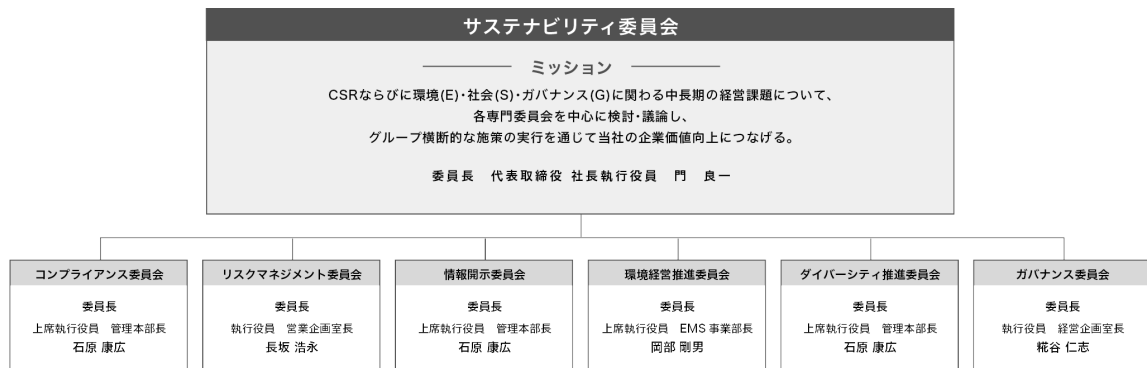 サステナビリティ委員会
ミッション
CSRならびに環境(E)・社会(S)・ガバナンス(G)に関わる中長期の経営課題について、
各専門委員会を中心に検討・議論し、
グループ横断的な施策の実行を通じて当社の企業価値向上につなげる。
委員長　代表取締役 社長執行役員　門　良一
コンプライアンス委員会
委員長
上席執行役員　管理本部長
石原 康広
リスクマネジメント委員会
委員長
執行役員　営業企画室長
長坂 浩永
情報開示委員会
委員長
上席執行役員　管理本部長
石原 康広
環境経営推進委員会
委員長
上席執行役員　EMS 事業部長
岡部 剛男
ダイバーシティ推進委員会
委員長
上席執行役員　管理本部長
石原 康広
ガバナンス委員会
委員長
執行役員　経営企画室長
糀谷 仁志